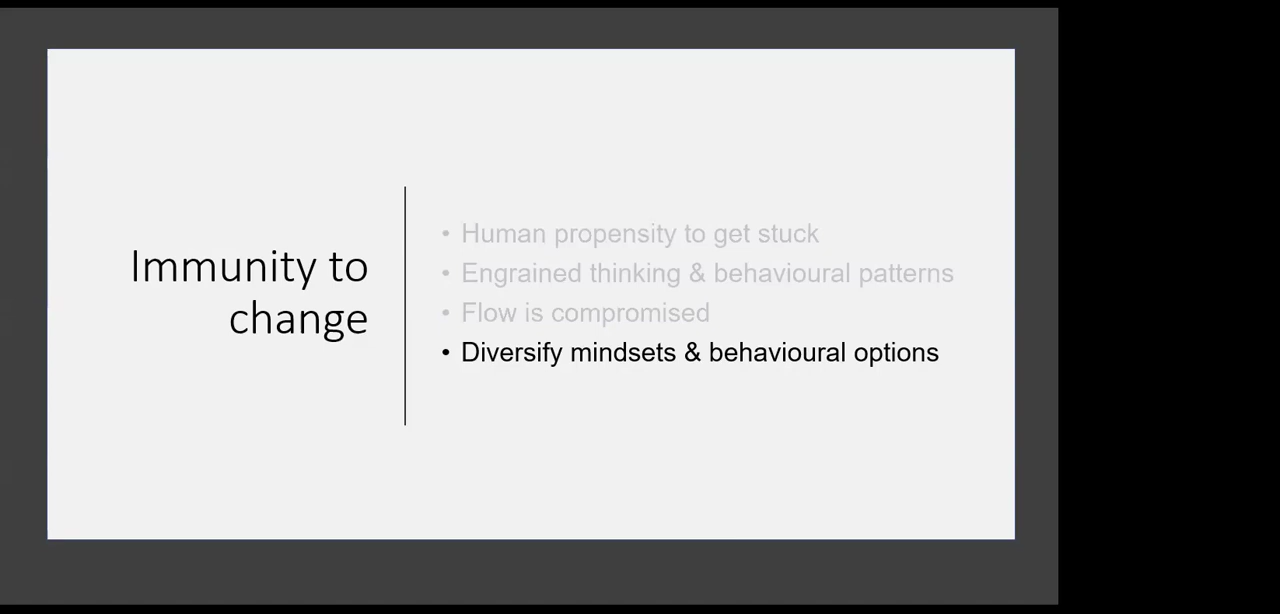 Immunity to
change
• Human propensity to get stuck
• Engrained thinking & behavioural patterns
• Flow is compromised
• Diversify mindsets & behavioural options